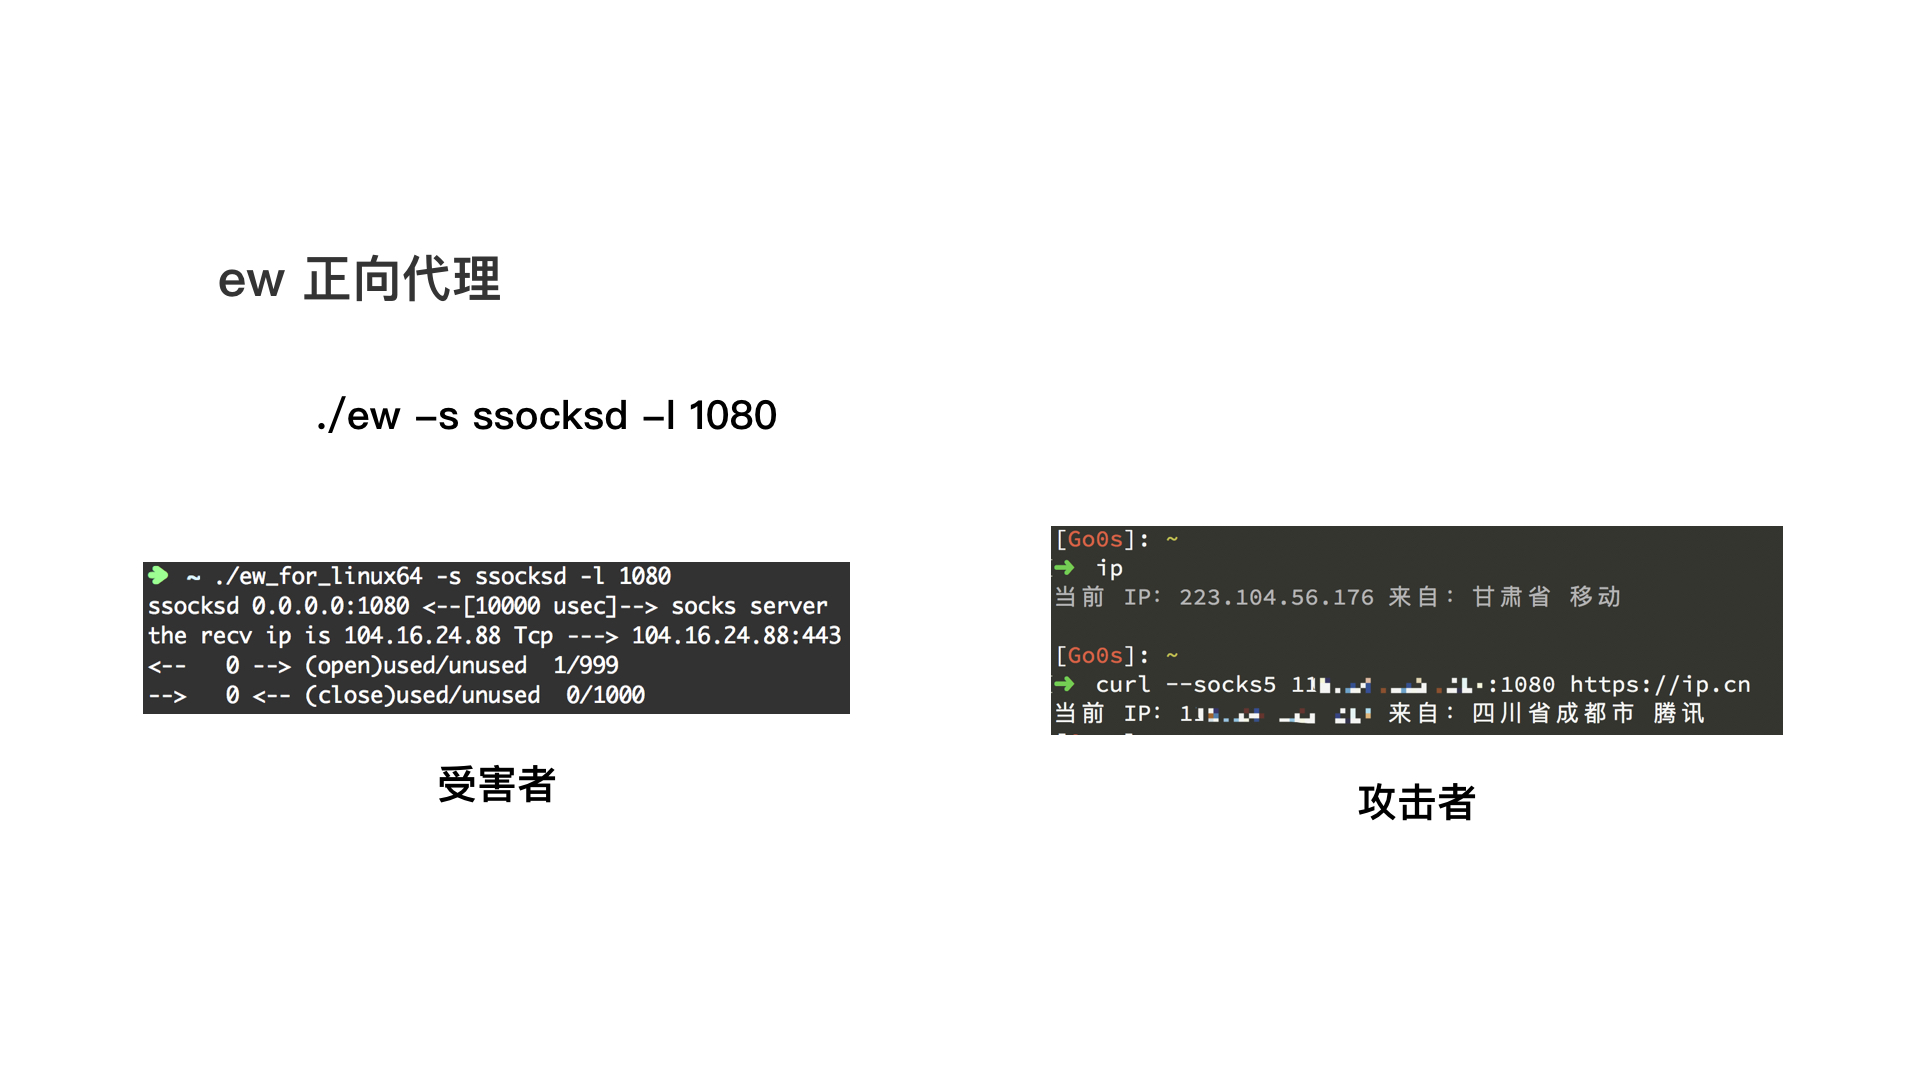 ew 正向代理
./ew –s ssocksd –l 1080
➜ ~ ./ew_for_linux64 -s ssocksd -l 1080
ssocksd 0.0.0.0:1080 <--[10000 usec]--> socks server
the recv ip is 104.16.24.88 Tcp ---> 104.16.24.88:443
<-- 0 --> (open)used/unused 1/999
--> 0 <-- (close)used/unused 0/1000
受害者
[Go0s]: ~
➜ ip
当前 IP: 223.104.56.176 来自: 甘肃省 移动
[Go0s]: ~
➜ curl --socks5 :1080 https://ip.cn
当前 IP: 来自: 四川省成都市 腾讯
攻击者